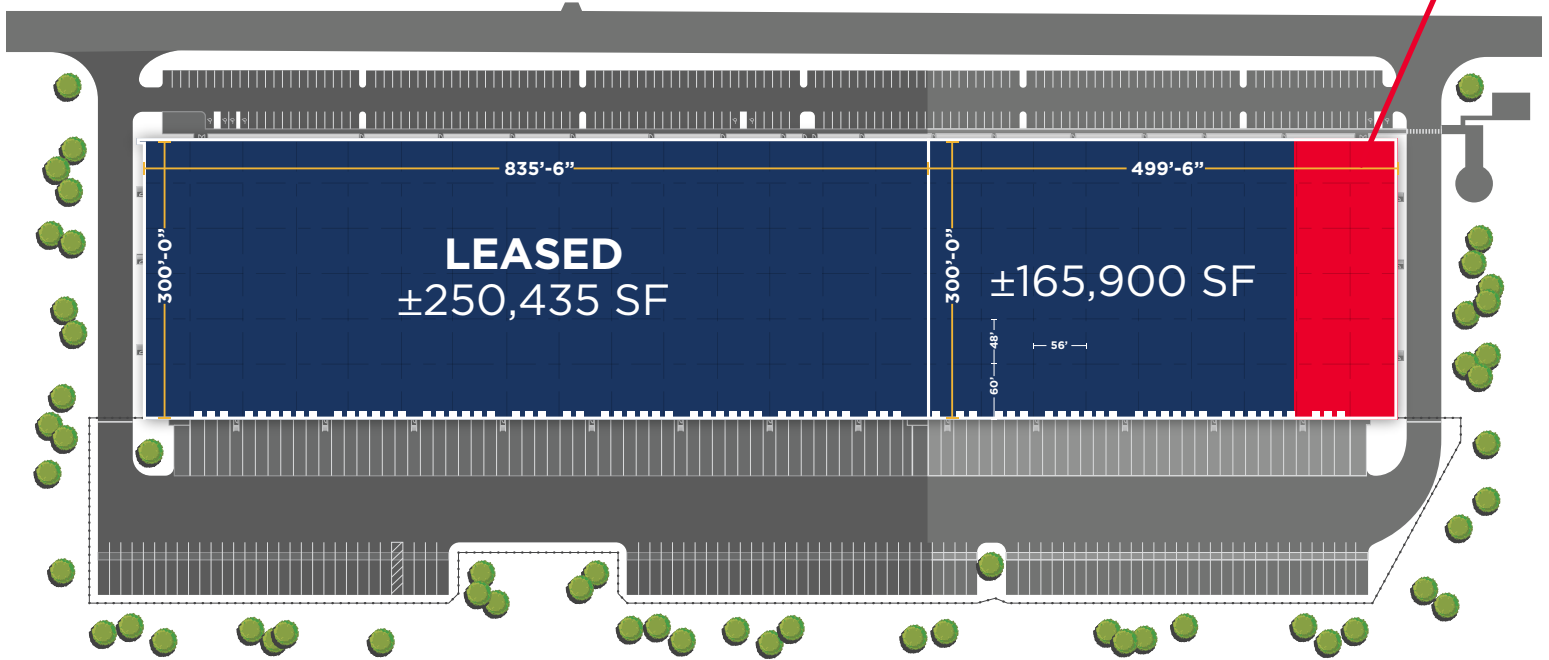 835'-6”
499'-6”
300'-0”
LEASED
±250,435 SF
300'-0”
±165,900 SF
48'
56'
60'